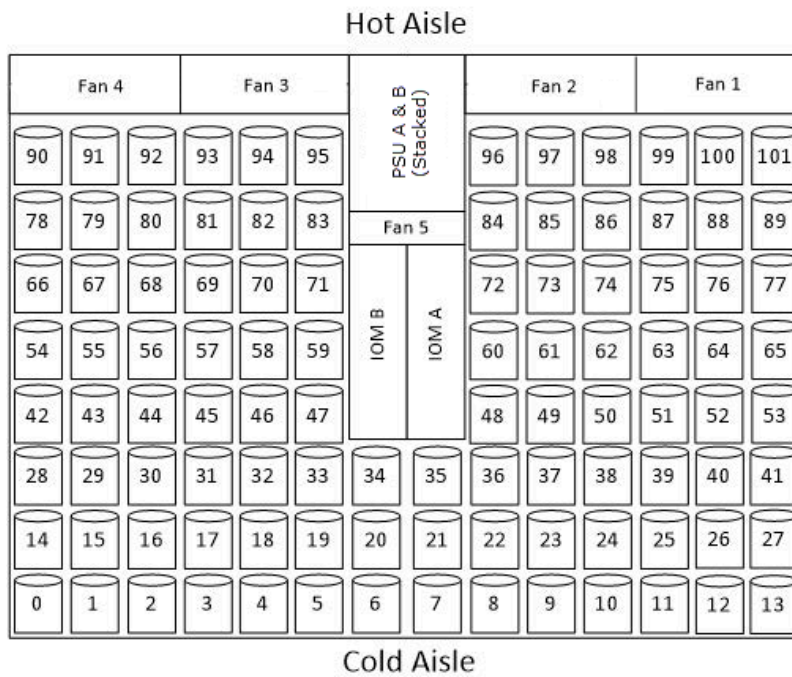 Hot Aisle
Fan 4 Fan 3 PSU A & B (Stacked) Fan 2 Fan 1
90 91 92 93 94 95 96 97 98 99 100 101
78 79 80 81 82 83 Fan 5 84 85 86 87 88 89
66 67 68 69 70 71 IOM B IOM A 72 73 74 75 76 77
54 55 56 57 58 59 60 61 62 63 64 65
42 43 44 45 46 47 48 49 50 51 52 53
28 29 30 31 32 33 34 35 36 37 38 39 40 41
14 15 16 17 18 19 20 21 22 23 24 25 26 27
0 1 2 3 4 5 6 7 8 9 10 11 12 13
Cold Aisle